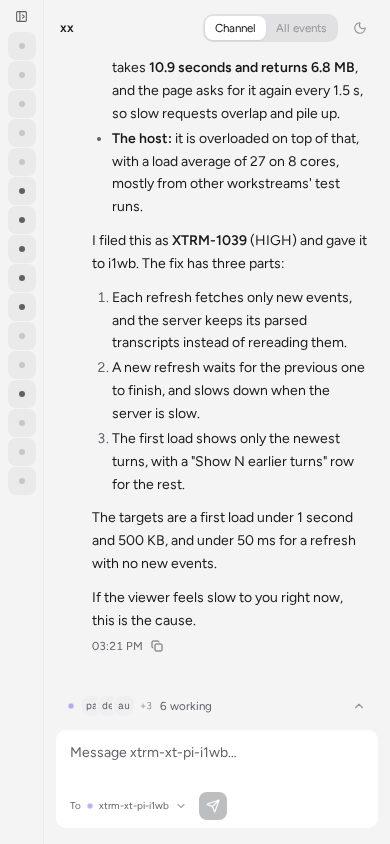 xx
Channel
All events
takes 10.9 seconds and returns 6.8 MB,
and the page asks for it again every 1.5 s,
so slow requests overlap and pile up.
• The host: it is overloaded on top of that,
with a load average of 27 on 8 cores,
mostly from other workstreams' test
runs.
I filed this as XTRM-1039 (HIGH) and gave it
to i1wb. The fix has three parts:
1. Each refresh fetches only new events,
and the server keeps its parsed
transcripts instead of rereading them.
2. A new refresh waits for the previous one
to finish, and slows down when the
server is slow.
3. The first load shows only the newest
turns, with a "Show N earlier turns" row
for the rest.
The targets are a first load under 1 second
and 500 KB, and under 50 ms for a refresh
with no new events.
If the viewer feels slow to you right now,
this is the cause.
03:21 PM
pa de au +3 6 working
Message xtrm-xt-pi-i1wb...
To xtrm-xt-pi-i1wb